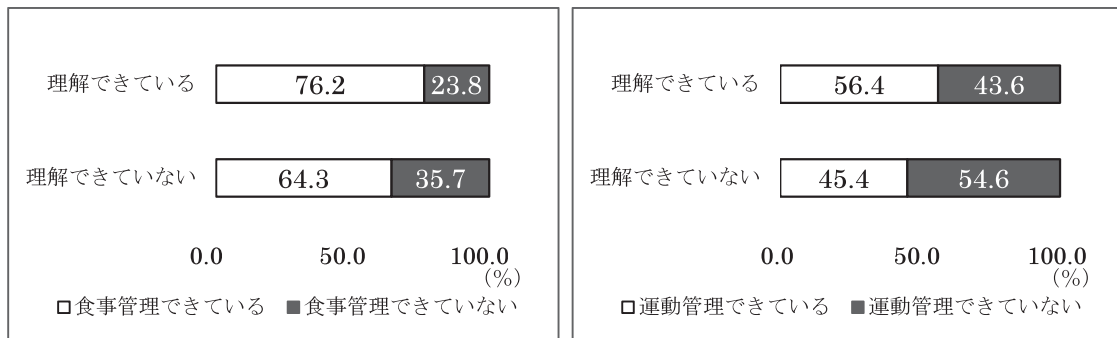 理解できている 76.2 23.8
理解できていない 64.3 35.7
0.0 50.0 100.0
(%)
□食事管理できている ■食事管理できていない
理解できている 56.4 43.6
理解できていない 45.4 54.6
0.0 50.0 100.0
(%)
□運動管理できている ■運動管理できていない